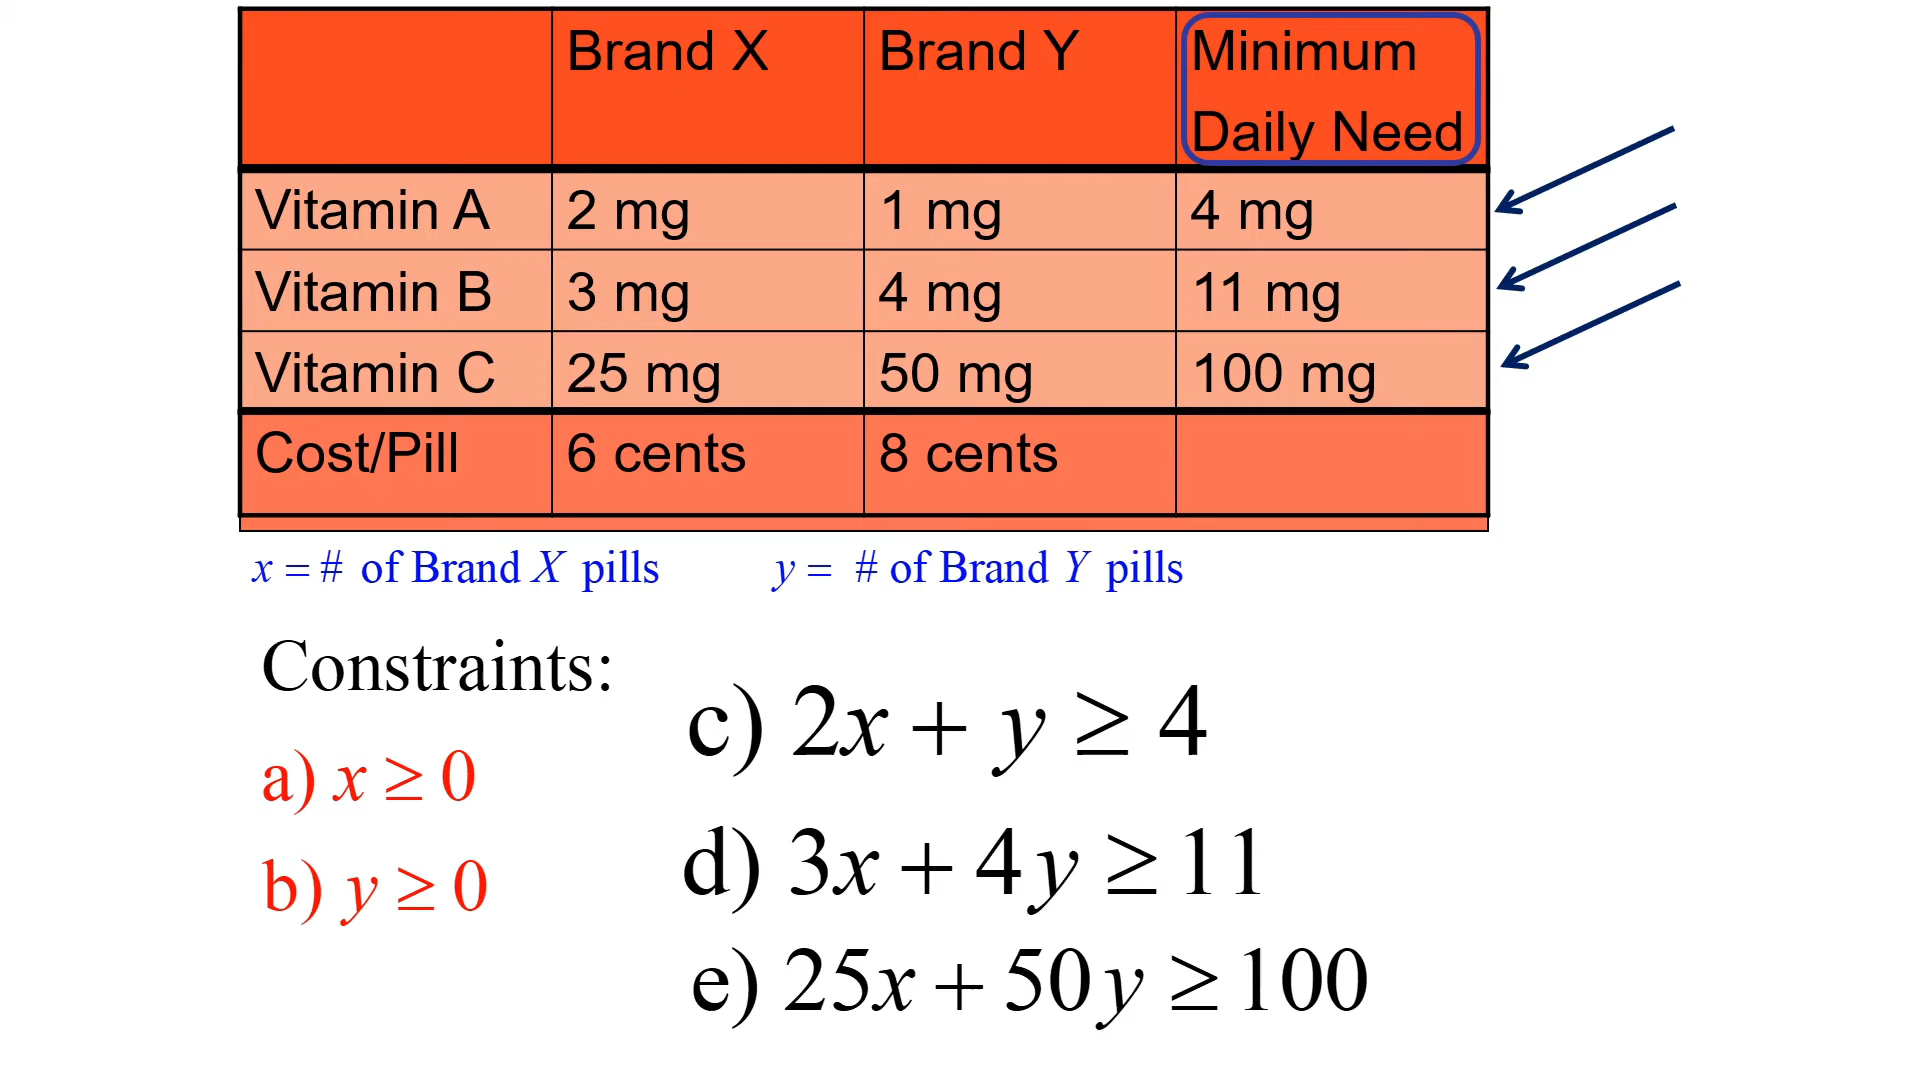 Brand X Brand Y Minimum
Daily Need
Vitamin A 2 mg 1 mg 4 mg
Vitamin B 3 mg 4 mg 11 mg
Vitamin C 25 mg 50 mg 100 mg
Cost/Pill 6 cents 8 cents
x = # of Brand X pills y = # of Brand Y pills
Constraints:
a) x ≥ 0
b) y ≥ 0
c) 2x + y ≥ 4
d) 3x + 4y ≥ 11
e) 25x + 50y ≥ 100